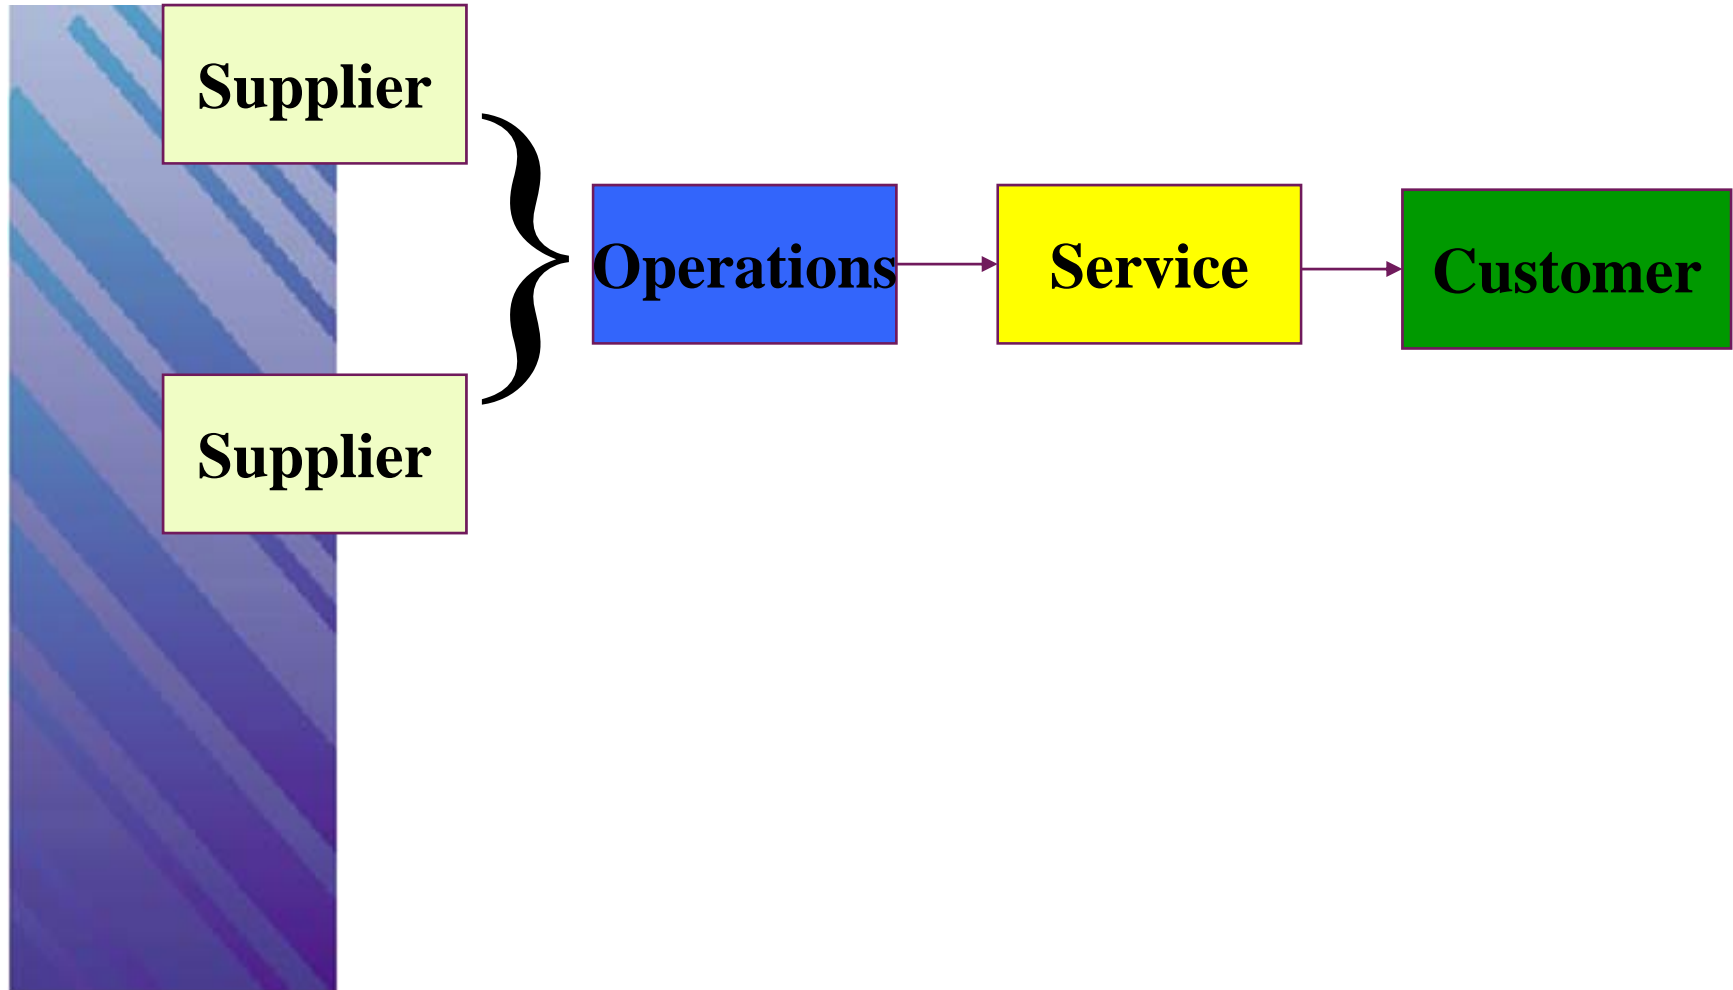 Supplier
Operations
Service
Customer
Supplier